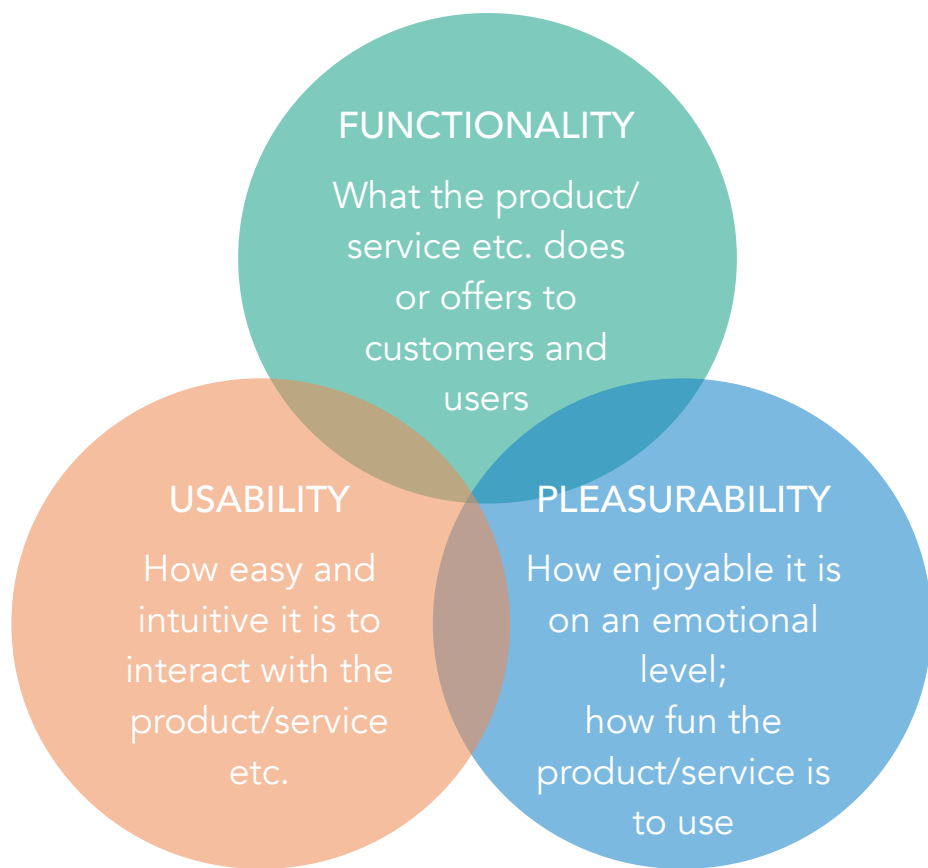 FUNCTIONALITY
What the product/
service etc. does
or offers to
customers and
users
USABILITY
How easy and
intuitive it is to
interact with the
product/service
etc.
PLEASURABILITY
How enjoyable it is
on an emotional
level;
how fun the
product/service is
to use